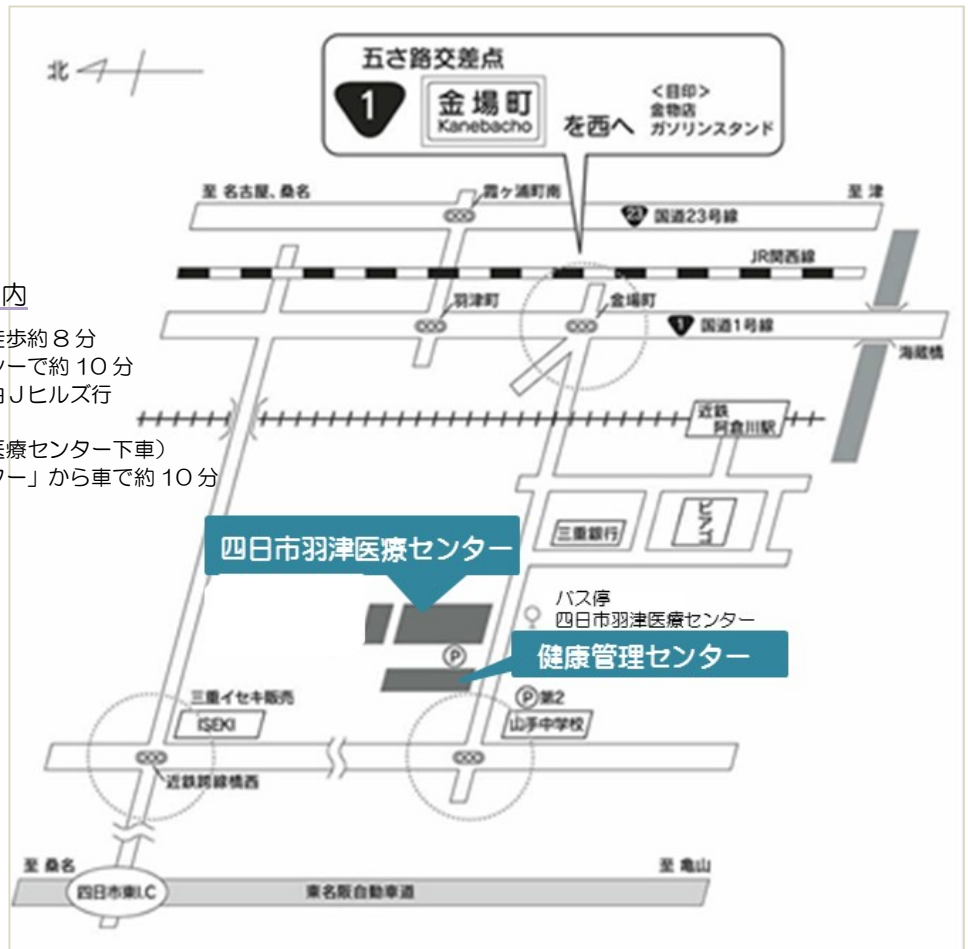 北
五さ路交差点
1
金場町
Kanebacho
を西へ
<目印>
金物店
ガソリンスタンド
至 名古屋、桑名
霞ヶ浦町南
至 津
23 国道23号線
JR関西線
内
羽津町
金場町
歩約8分
シーで約10分
1 国道1号線
海蔵橋
Jヒルズ行
近鉄
阿倉川駅
医療センター下車)
ター」から車で約10分
三重銀行
ピアゴ
四日市羽津医療センター
バス停
四日市羽津医療センター
P
健康管理センター
三重イセキ販売
ISEKI
P第2
山手中学校
近鉄跨線橋西
至 桑名
至 亀山
四日市東I.C
東名阪自動車道